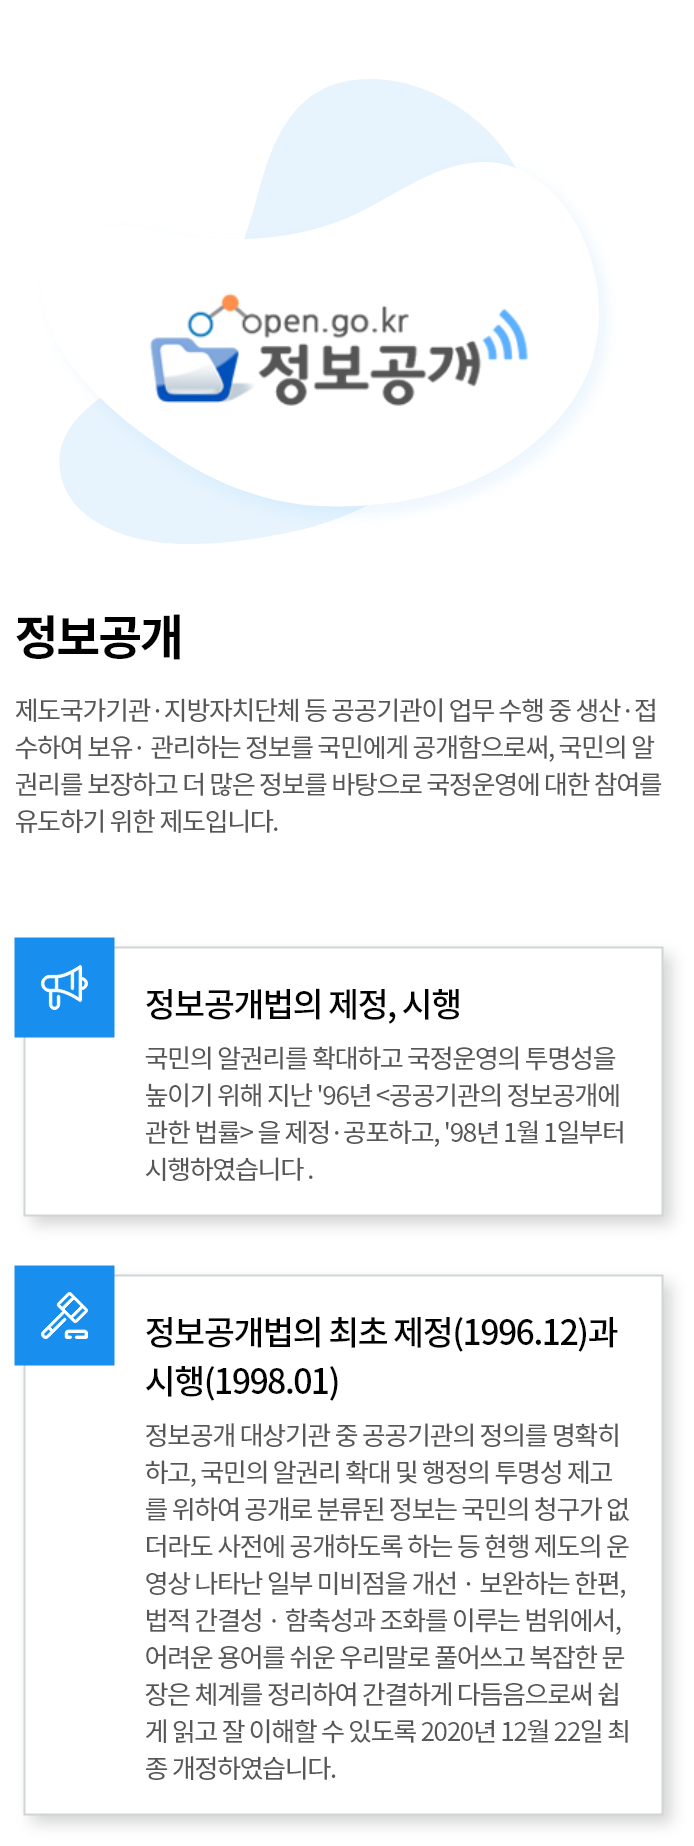 open.go.kr
정보공개
정보공개
제도국가기관·지방자치단체 등 공공기관이 업무 수행 중 생산·접
수하여 보유· 관리하는 정보를 국민에게 공개함으로써, 국민의 알
권리를 보장하고 더 많은 정보를 바탕으로 국정운영에 대한 참여를
유도하기 위한 제도입니다.
정보공개법의 제정, 시행
국민의 알권리를 확대하고 국정운영의 투명성을
높이기 위해 지난 '96년 <공공기관의 정보공개에
관한 법률> 을 제정·공포하고, '98년 1월 1일부터
시행하였습니다 .
정보공개법의 최초 제정(1996.12)과
시행(1998.01)
정보공개 대상기관 중 공공기관의 정의를 명확히
하고, 국민의 알권리 확대 및 행정의 투명성 제고
를 위하여 공개로 분류된 정보는 국민의 청구가 없
더라도 사전에 공개하도록 하는 등 현행 제도의 운
영상 나타난 일부 미비점을 개선 · 보완하는 한편,
법적 간결성 · 함축성과 조화를 이루는 범위에서,
어려운 용어를 쉬운 우리말로 풀어쓰고 복잡한 문
장은 체계를 정리하여 간결하게 다듬음으로써 쉽
게 읽고 잘 이해할 수 있도록 2020년 12월 22일 최
종 개정하였습니다.